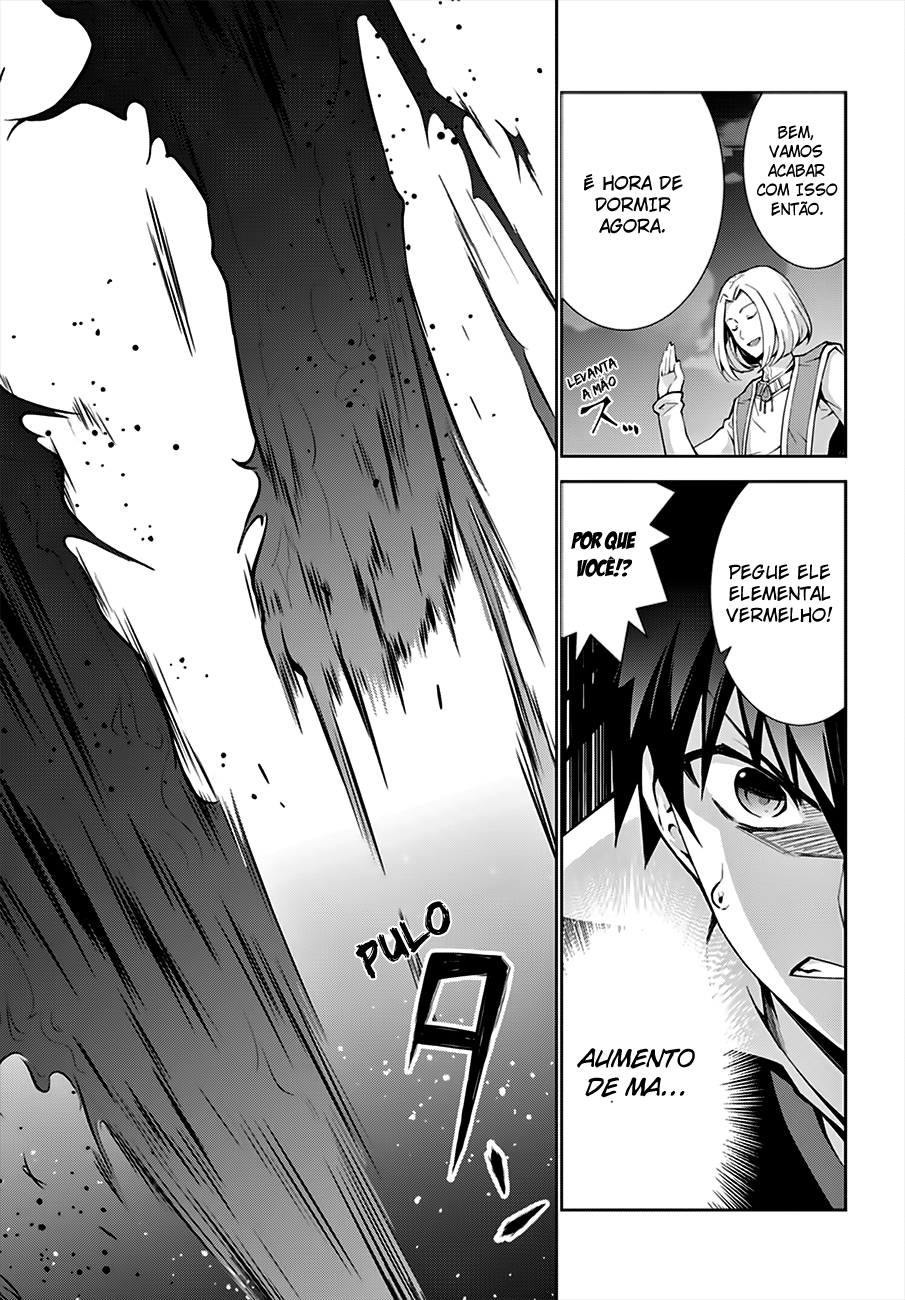 BEM,
VAMOS
ACABAR
COM ISSO
ENTÃO.
É HORA DE
DORMIR
AGORA.
LEVANTA
A MÃO
ス…
PEGUE ELE
ELEMENTAL
VERMELHO!
POR QUE
VOCÊ!?
AUMENTO
DE MA...
PULO
タ